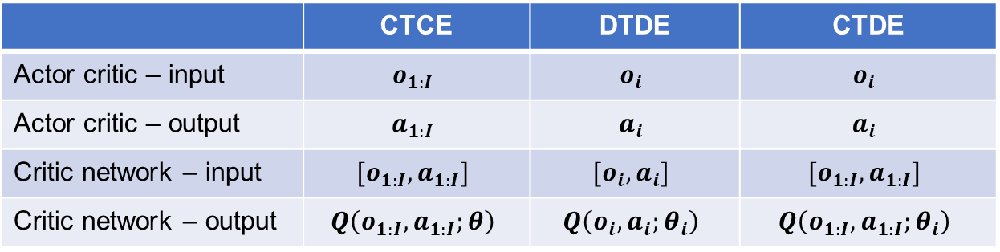 CTCE DTDE CTDE
Actor critic – input o₁:I oᵢ oᵢ
Actor critic – output a₁:I aᵢ aᵢ
Critic network – input [o₁:I, a₁:I] [oᵢ, aᵢ] [o₁:I, a₁:I]
Critic network – output Q(o₁:I, a₁:I; θ) Q(oᵢ, aᵢ; θᵢ) Q(o₁:I, a₁:I; θᵢ)